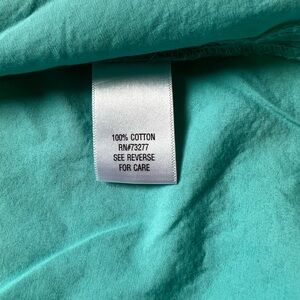 100% COTTON
RN#73277
SEE REVERSE
FOR CARE